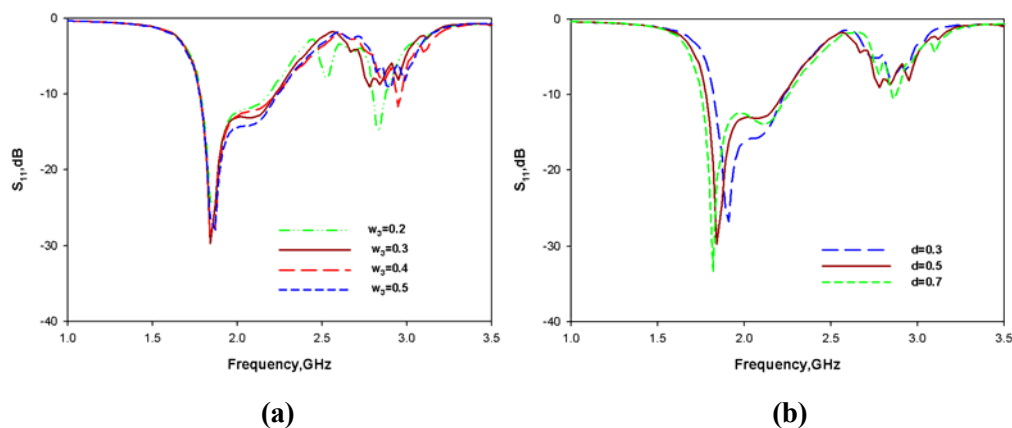 0
-10
-20
-30
-40
S₁₁,dB
w₃=0.2
w₃=0.3
w₃=0.4
w₃=0.5
1.0 1.5 2.0 2.5 3.0 3.5
Frequency,GHz
(a)
0
-10
-20
-30
-40
S₁₁,dB
d=0.3
d=0.5
d=0.7
1.0 1.5 2.0 2.5 3.0 3.5
Frequency,GHz
(b)